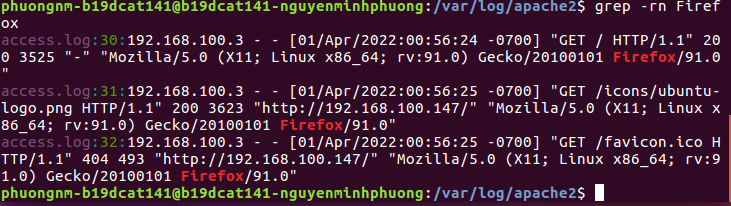 phuongnm-b19dcat141@b19dcat141-nguyenminhphuong:/var/log/apache2$ grep -rn Firef
ox
access.log:30:192.168.100.3 - - [01/Apr/2022:00:56:24 -0700] "GET / HTTP/1.1" 20
0 3525 "-" "Mozilla/5.0 (X11; Linux x86_64; rv:91.0) Gecko/20100101 Firefox/91.0
"
access.log:31:192.168.100.3 - - [01/Apr/2022:00:56:25 -0700] "GET /icons/ubuntu-
logo.png HTTP/1.1" 200 3623 "http://192.168.100.147/" "Mozilla/5.0 (X11; Linux x
86_64; rv:91.0) Gecko/20100101 Firefox/91.0"
access.log:32:192.168.100.3 - - [01/Apr/2022:00:56:25 -0700] "GET /favicon.ico H
TTP/1.1" 404 493 "http://192.168.100.147/" "Mozilla/5.0 (X11; Linux x86_64; rv:9
1.0) Gecko/20100101 Firefox/91.0"
phuongnm-b19dcat141@b19dcat141-nguyenminhphuong:/var/log/apache2$